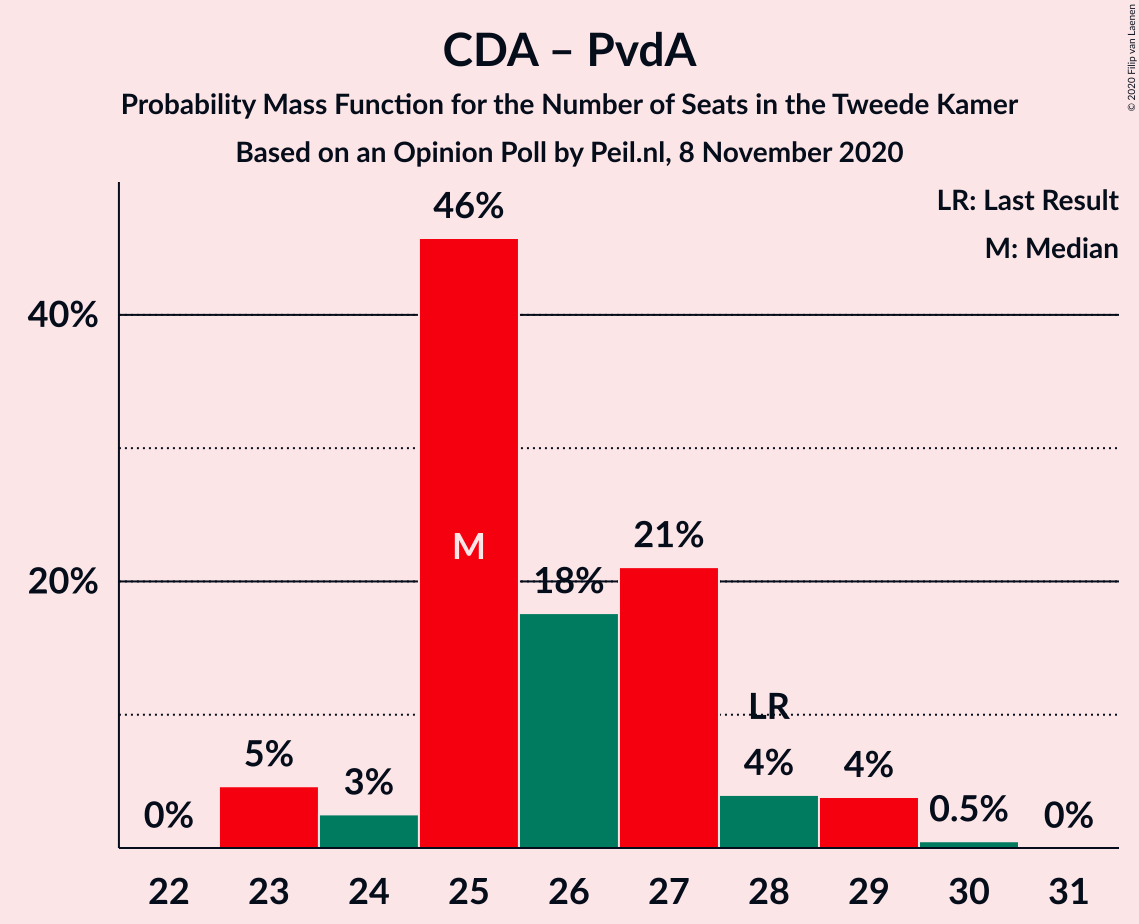 CDA – PvdA
Probability Mass Function for the Number of Seats in the Tweede Kamer
Based on an Opinion Poll by Peil.nl, 8 November 2020
© 2020 Filip van Laenen
LR: Last Result
M: Median
46%
40%
M
21%
20%
18%
LR
5%
3%
4%
4%
0%
0.5%
0%
22 23 24 25 26 27 28 29 30 31